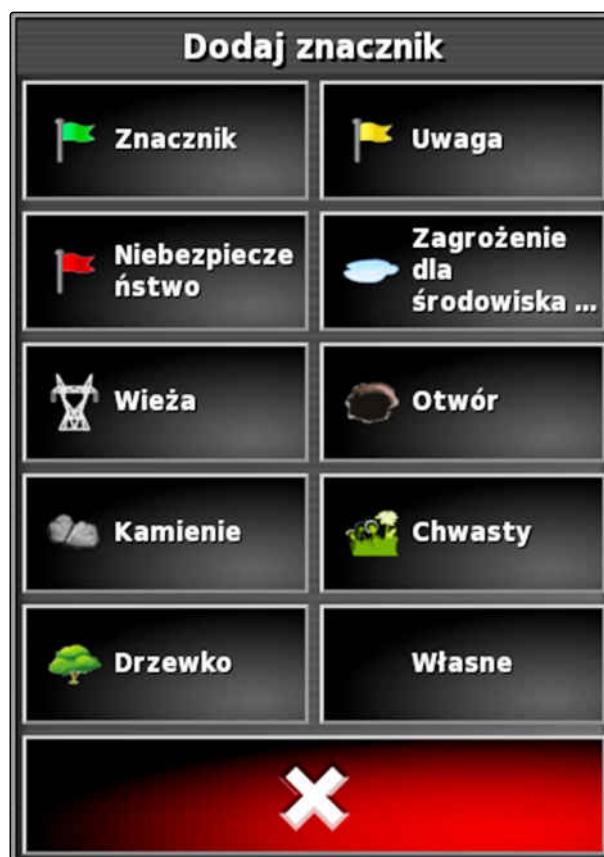 Dodaj znacznik
Znacznik
Uwaga
Niebezpiecze
ństwo
Zagrożenie
dla
środowiska ...
Wieża
Otwór
Kamienie
Chwasty
Drzewko
Własne